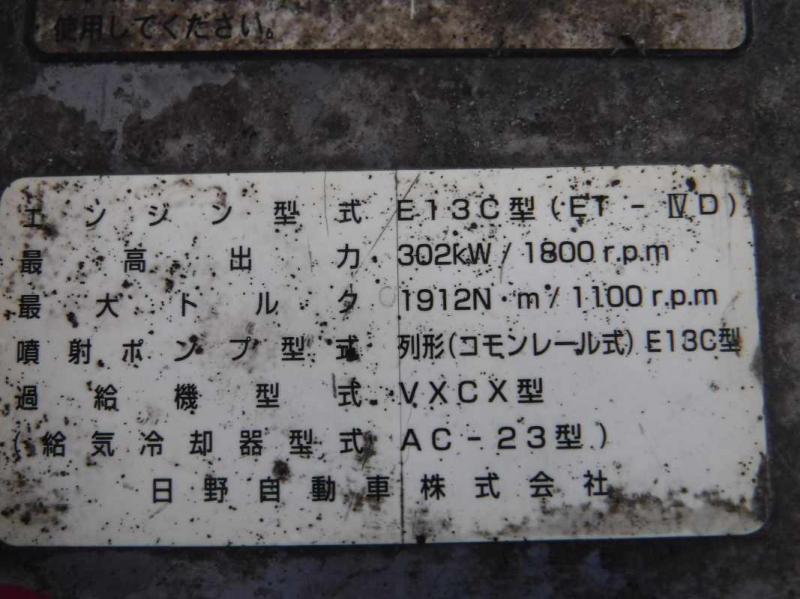 使用してください。
エンジン型式 E13C型(ET-ⅣD)
最高出力 302kW/1800r.p.m
最大トルク 1912N・m/1100r.p.m
噴射ポンプ型式 列形(コモンレール式)E13C型
過給機型式 VXCX型
(給気冷却器型式 AC-23型)
日野自動車株式会社